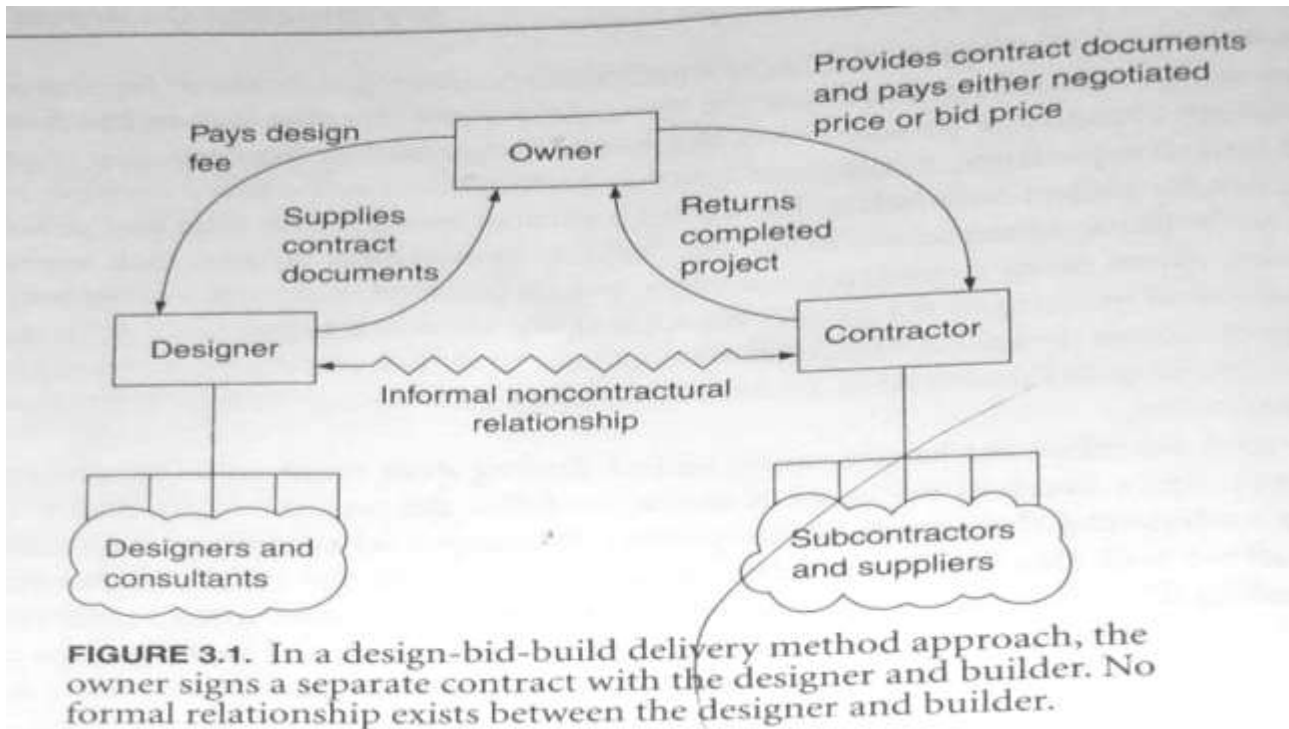 Provides contract documents
and pays either negotiated
price or bid price
Pays design
fee
Owner
Supplies
contract
documents
Returns
completed
project
Designer
Contractor
Informal noncontractural
relationship
Designers and
consultants
Subcontractors
and suppliers
FIGURE 3.1. In a design-bid-build delivery method approach, the
owner signs a separate contract with the designer and builder. No
formal relationship exists between the designer and builder.